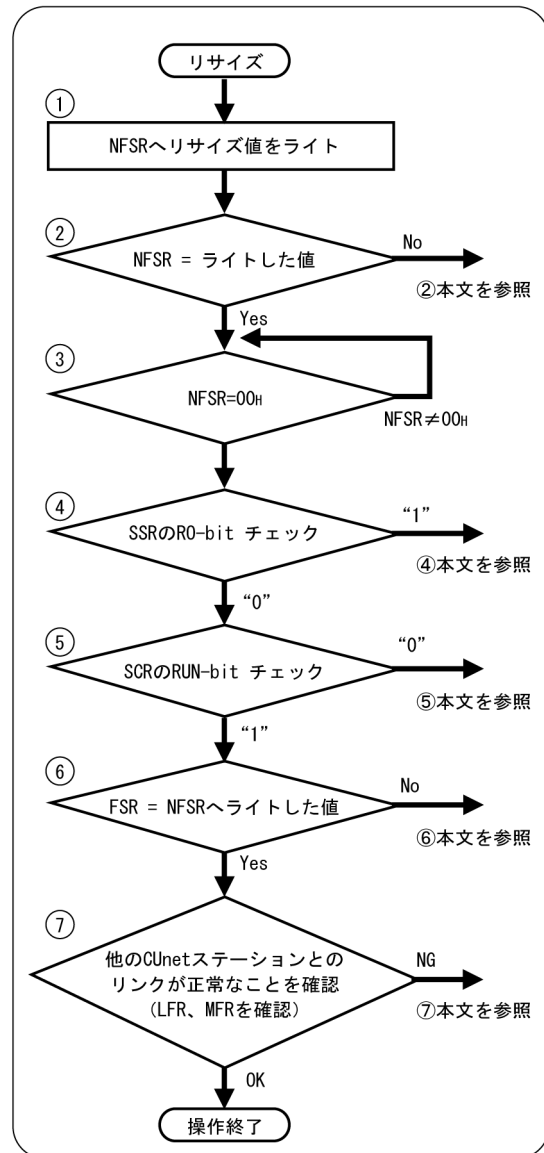 リサイズ
①
NFSRへリサイズ値をライト
②
NFSR = ライトした値
No
②本文を参照
Yes
③
NFSR=00H
NFSR≠00H
④
SSRのRO-bit チェック
“1”
④本文を参照
“0”
⑤
SCRのRUN-bit チェック
“0”
⑤本文を参照
“1”
⑥
FSR = NFSRへライトした値
No
⑥本文を参照
Yes
⑦
他のCUnetステーションとの
リンクが正常なことを確認
(LFR、MFRを確認)
NG
⑦本文を参照
OK
操作終了